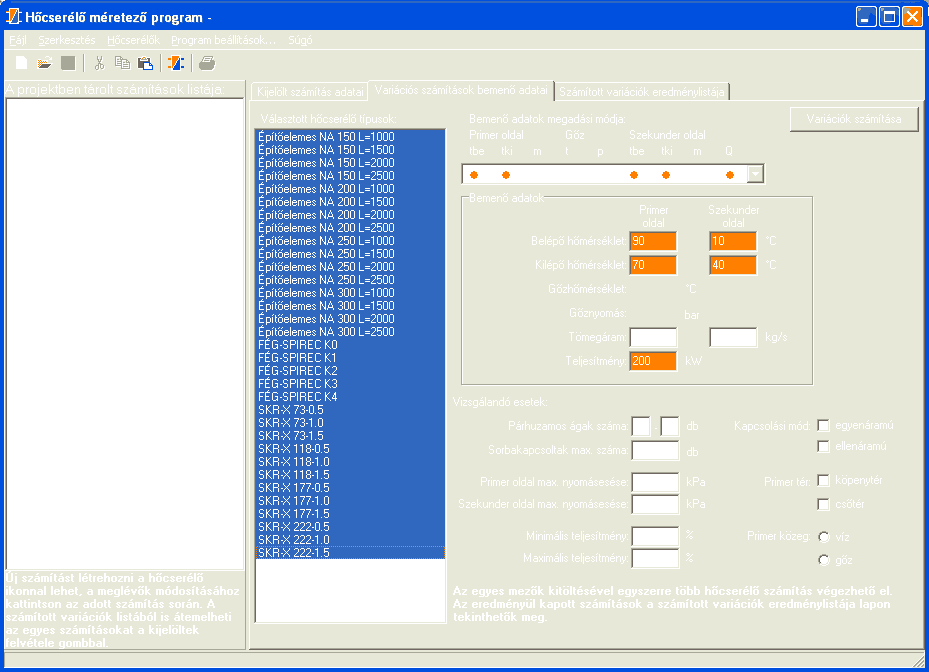 Hőcserélő méretező program -
Fájl Szerkesztés Hőcserélők Program beállítások... Súgó
A projektben tárolt számítások listája:
Kijelölt számítás adatai
Variációs számítások bemenő adatai
Számított variációk eredménylistája
Választott hőcserélő típusok:
Építőelemes NA 150 L=1000
Építőelemes NA 150 L=1500
Építőelemes NA 150 L=2000
Építőelemes NA 150 L=2500
Építőelemes NA 200 L=1000
Építőelemes NA 200 L=1500
Építőelemes NA 200 L=2000
Építőelemes NA 200 L=2500
Építőelemes NA 250 L=1000
Építőelemes NA 250 L=1500
Építőelemes NA 250 L=2000
Építőelemes NA 250 L=2500
Építőelemes NA 300 L=1000
Építőelemes NA 300 L=1500
Építőelemes NA 300 L=2000
Építőelemes NA 300 L=2500
FÉG-SPIREC K0
FÉG-SPIREC K1
FÉG-SPIREC K2
FÉG-SPIREC K3
FÉG-SPIREC K4
SKR-X 73-0.5
SKR-X 73-1.0
SKR-X 73-1.5
SKR-X 118-0.5
SKR-X 118-1.0
SKR-X 118-1.5
SKR-X 177-0.5
SKR-X 177-1.0
SKR-X 177-1.5
SKR-X 222-0.5
SKR-X 222-1.0
SKR-X 222-1.5
Bemenő adatok megadási módja:
Variációk számítása
Primer oldal Gőz Szekunder oldal
tbe tki m t p tbe tki m Q
Bemenő adatok
Primer oldal
Szekunder oldal
Belépő hőmérséklet: 90 10 °C
Kilépő hőmérséklet: 70 40 °C
Gőzhőmérséklet: °C
Gőznyomás: bar
Tömegáram: kg/s
Teljesítmény: 200 kW
Vizsgálandó esetek:
Párhuzamos ágak száma: - db
Kapcsolási mód: egyenáramú
Sorbakapcsoltak max. száma: db
ellenáramú
Primer oldal max. nyomásesése: kPa
Primer tér: köpenytér
Szekunder oldal max. nyomásesése: kPa
csőtér
Minimális teljesítmény: %
Primer közeg: víz
Maximális teljesítmény: %
gőz
Az egyes mezők kitöltésével egyszerre több hőcserélő számítás végezhető el.
Az eredményül kapott számítások a számított variációk eredménylistája lapon
tekinthetők meg.
Új számítást létrehozni a hőcserélő
ikonnal lehet, a meglévők módosításához
kattintson az adott számítás során. A
számított variációk listából is átemelheti
az egyes számításokat a kijelöltek
felvétele gombbal.